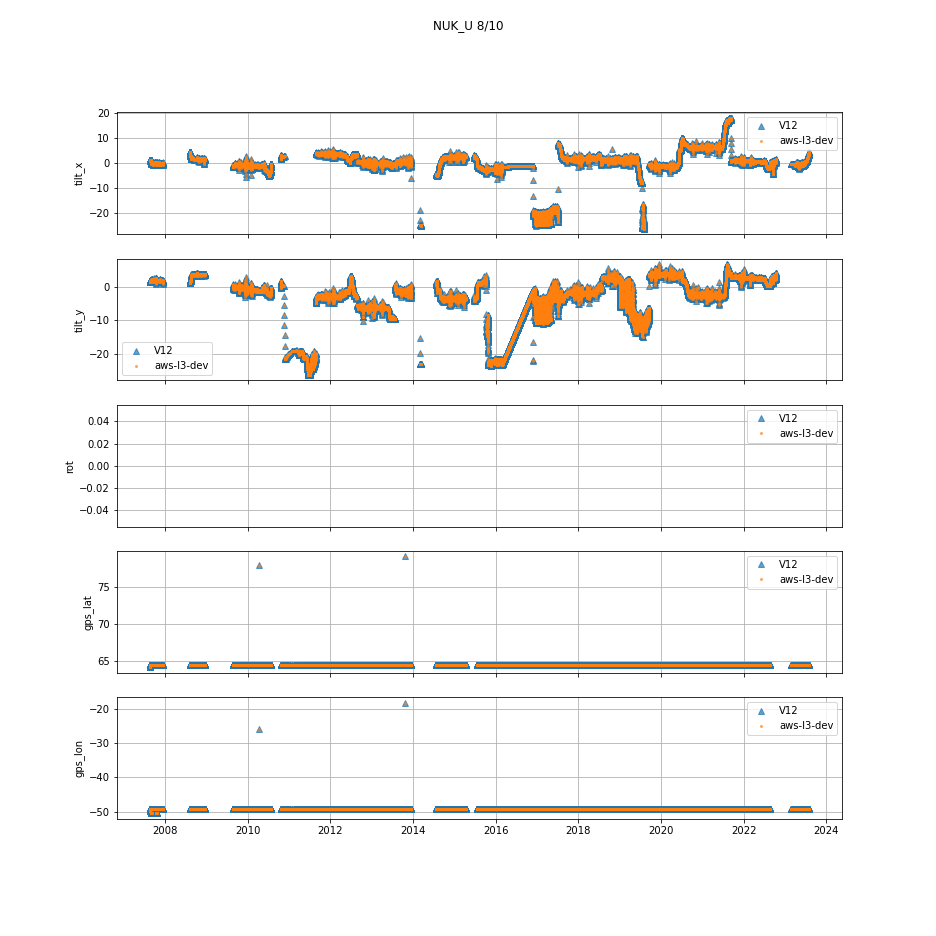 NUK_U 8/10
20
10
0
−10
−20
tilt_x
V12
aws-l3-dev
0
−10
−20
tilt_y
V12
aws-l3-dev
0.04
0.02
0.00
−0.02
−0.04
rot
V12
aws-l3-dev
75
70
65
gps_lat
V12
aws-l3-dev
−20
−30
−40
−50
gps_lon
V12
aws-l3-dev
2008 2010 2012 2014 2016 2018 2020 2022 2024